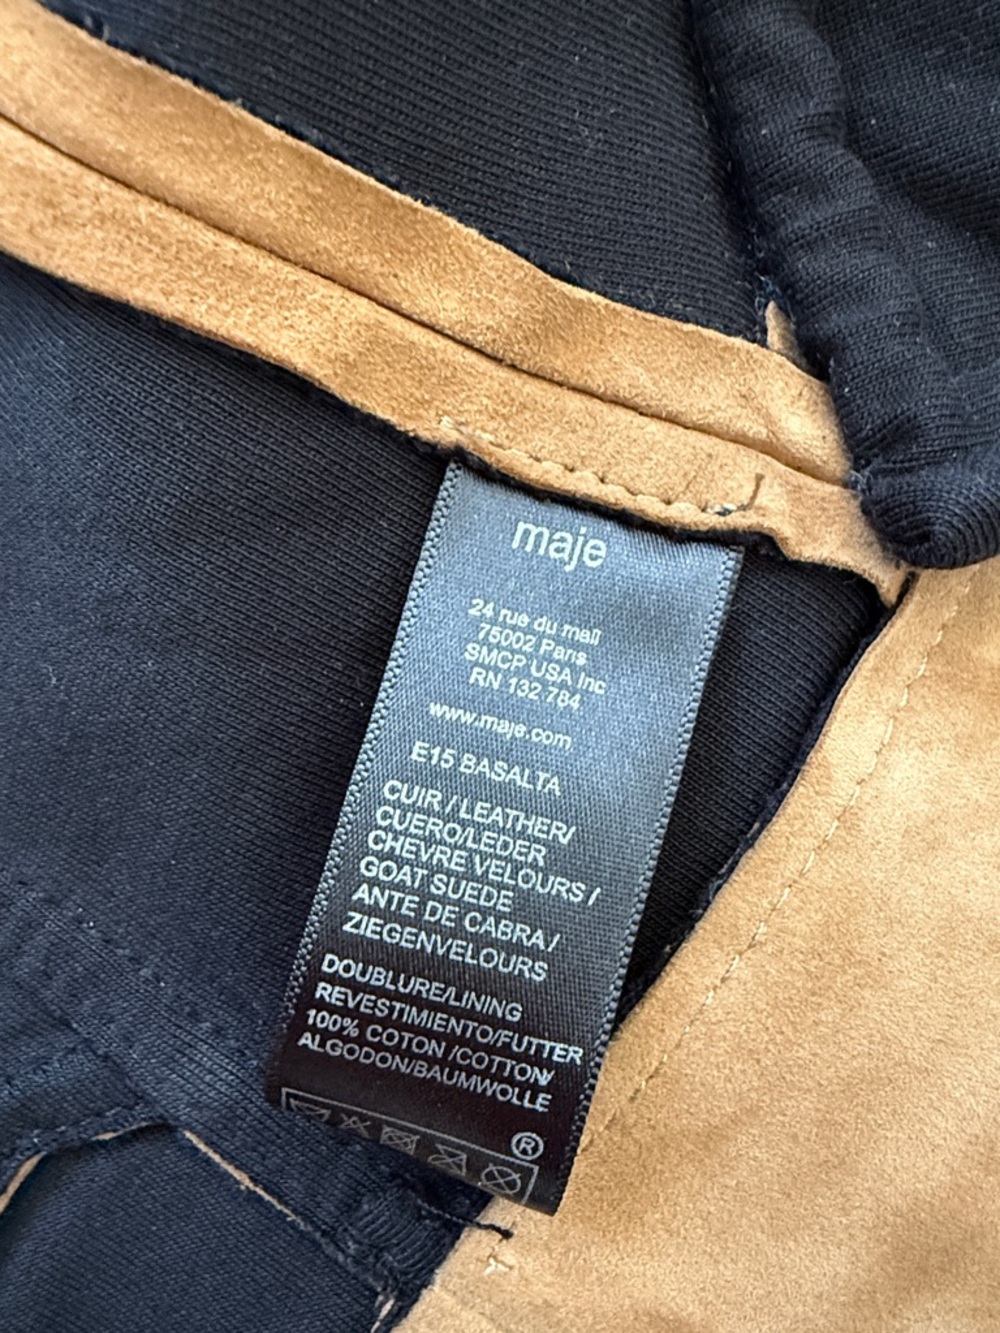 maje
24 rue du mail
75002 Paris
SMCP USA Inc
RN 132 784
www.maje.com
E15 BASALTA
CUIR / LEATHER/
CUERO/LEDER
CHEVRE VELOURS /
GOAT SUEDE
ANTE DE CABRA /
ZIEGENVELOURS
DOUBLURE/LINING
REVESTIMIENTO/FUTTER
100% COTON /COTTON/
ALGODON/BAUMWOLLE
®